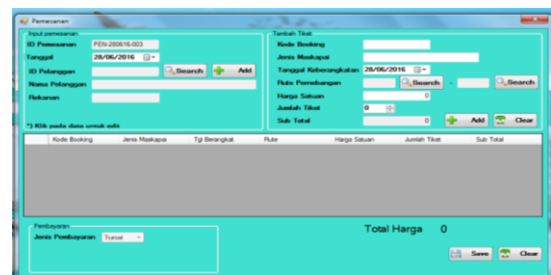 Pemesanan
Input pemesanan
ID Pemesanan PEN-280616-003
Tanggal 28/06/2016
ID Pelanggan Search Add
Nama Pelanggan
Rekanan
*) Klik pada data untuk edit
Tambah Tiket
Kode Booking
Jenis Maskapai
Tanggal Keberangkatan 28/06/2016
Rute Penerbangan Search - Search
Harga Satuan 0
Jumlah Tiket 0
Sub Total 0 Add Clear
Kode Booking Jenis Maskapai Tgl Berangkat Rute Harga Satuan Jumlah Tiket Sub Total
Pembayaran
Jenis Pembayaran Tunai
Total Harga 0
Save Clear